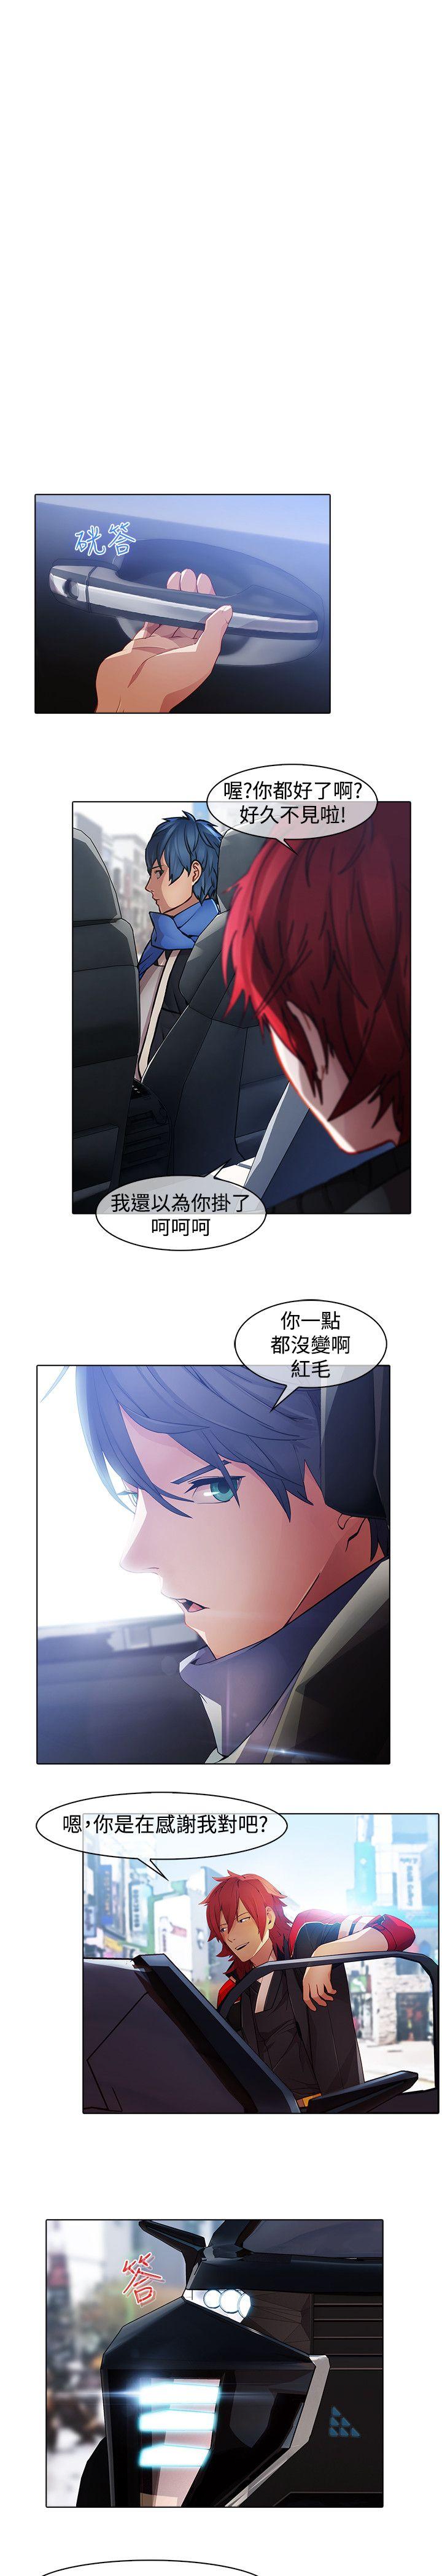 硄答
喔?你都好了啊?
好久不見啦!
我還以為你掛了
呵呵呵
你一點
都沒變啊
紅毛
嗯,你是在感謝我對吧?
答